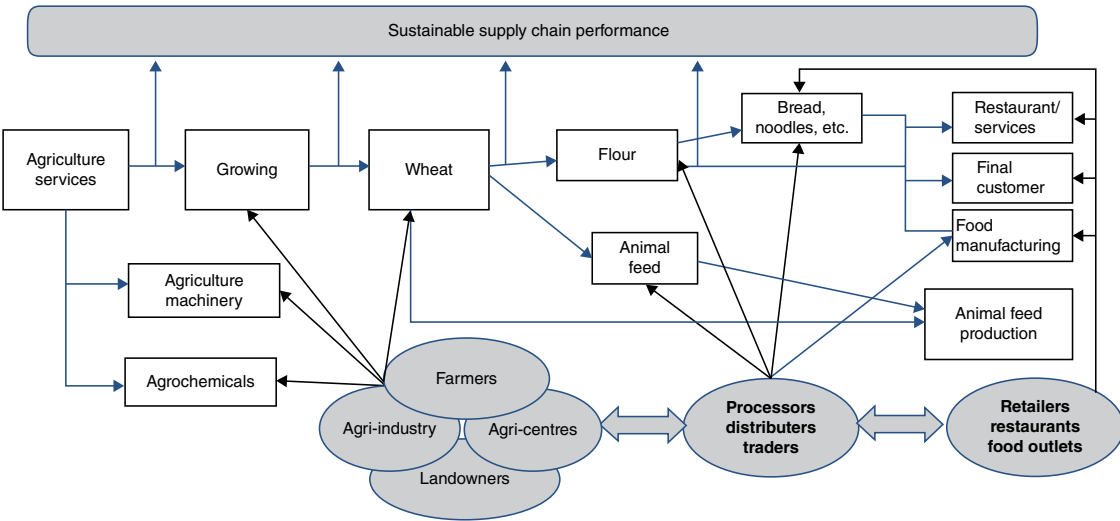 Sustainable supply chain performance
Agriculture
services
Growing
Wheat
Flour
Bread,
noodles, etc.
Restaurant/
services
Final
customer
Food
manufacturing
Animal
feed
Agriculture
machinery
Animal feed
production
Agrochemicals
Farmers
Agri-industry
Agri-centres
Landowners
Processors
distributers
traders
Retailers
restaurants
food outlets